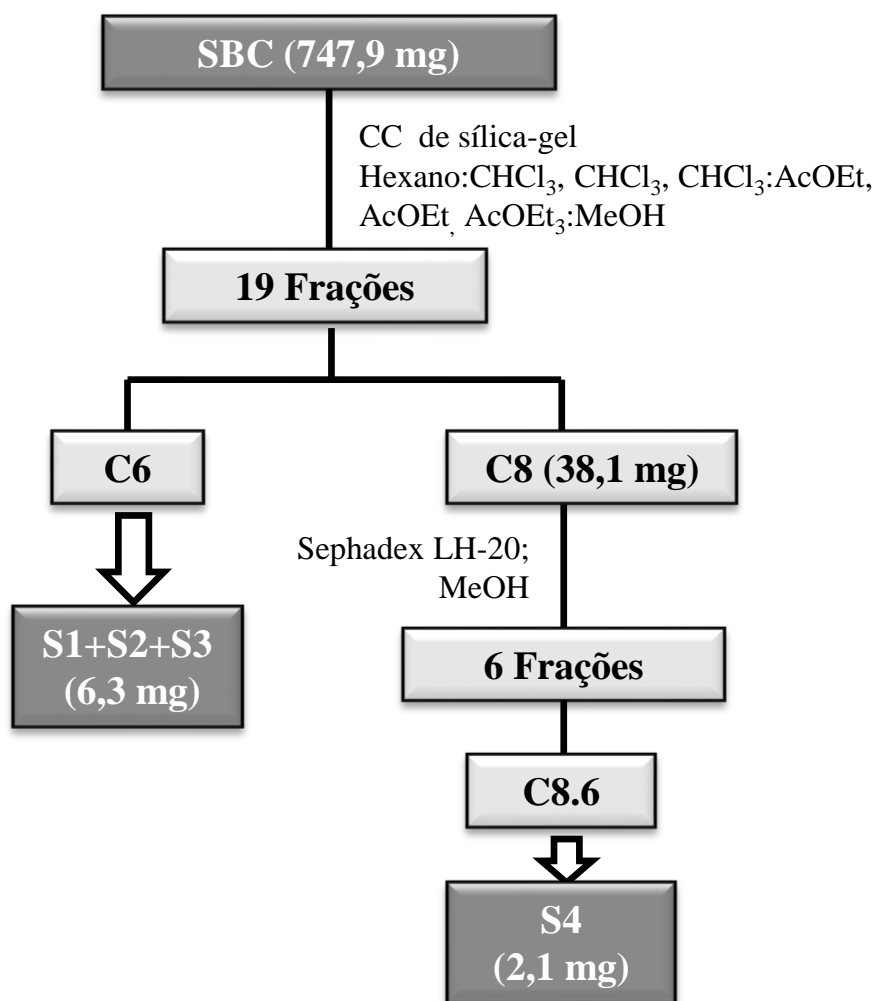 SBC (747,9 mg)
CC de sílica-gel
Hexano:CHCl₃, CHCl₃, CHCl₃:AcOEt,
AcOEt, AcOEt₃:MeOH
19 Frações
C6
C8 (38,1 mg)
Sephadex LH-20;
MeOH
S1+S2+S3
(6,3 mg)
6 Frações
C8.6
S4
(2,1 mg)